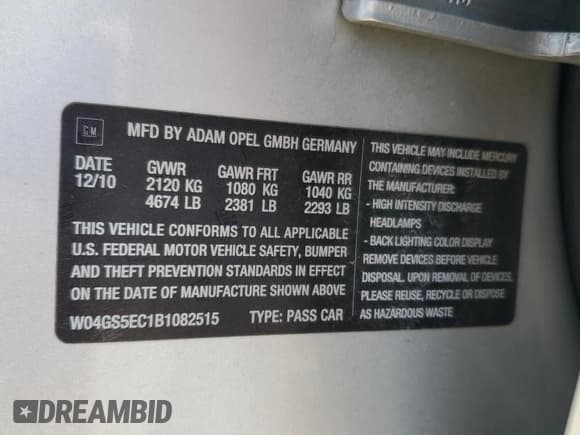 GM
MFD BY ADAM OPEL GMBH GERMANY
DATE GVWR GAWR FRT GAWR RR
12/10 2120 KG 1080 KG 1040 KG
4674 LB 2381 LB 2293 LB
THIS VEHICLE CONFORMS TO ALL APPLICABLE
U.S. FEDERAL MOTOR VEHICLE SAFETY, BUMPER
AND THEFT PREVENTION STANDARDS IN EFFECT
ON THE DATE OF MANUFACTURE SHOWN ABOVE
W04GS5EC1B1082515 TYPE: PASS CAR
THIS VEHICLE MAY INCLUDE MERCURY
CONTAINING DEVICES INSTALLED BY
THE MANUFACTURER:
- HIGH INTENSITY DISCHARGE
HEADLAMPS
- BACK LIGHTING COLOR DISPLAY
REMOVE DEVICES BEFORE VEHICLE
DISPOSAL. UPON REMOVAL OF DEVICES,
PLEASE REUSE, RECYCLE OR DISPOSE
AS HAZARDOUS WASTE
DREAMBID